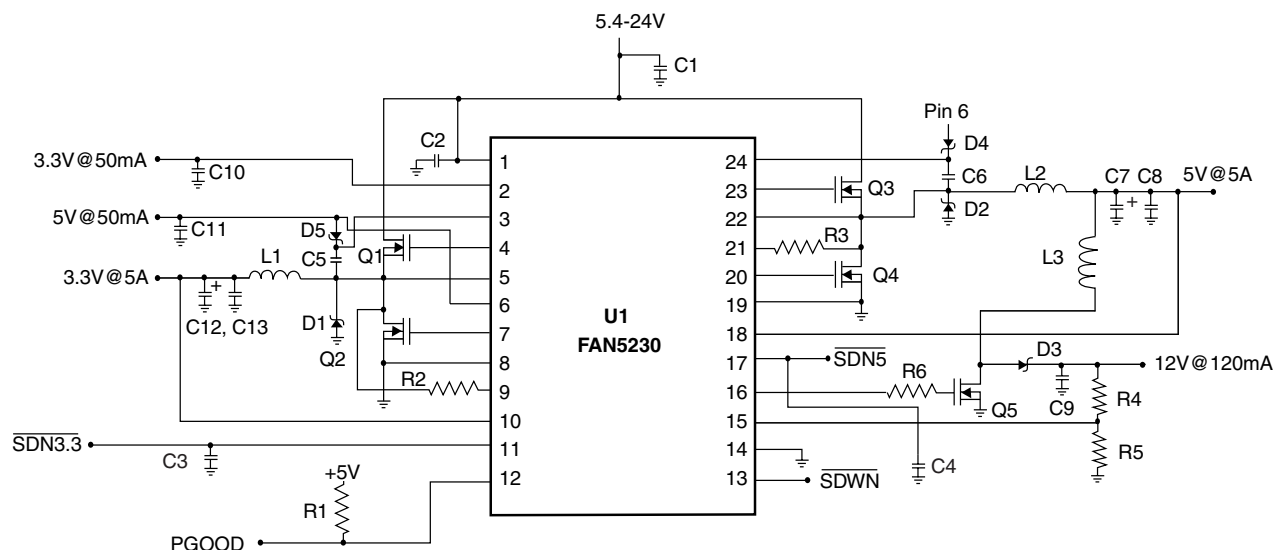 5.4-24V
C1
Pin 6
C2
D4
3.3V@50mA
C10
1
24
C6
L2
C7
C8
5V@5A
2
23
Q3
D2
5V@50mA
C11
D5
3
22
+
Q1
4
21
R3
L3
C5
3.3V@5A
L1
5
20
Q4
+
6
19
C12, C13
D1
U1
FAN5230
7
18
Q2
8
17
SDN5
D3
12V@120mA
R2
9
16
R6
Q5
C9
R4
10
15
SDN3.3
C3
11
14
C4
R5
12
13
SDWN
+5V
R1
PGOOD